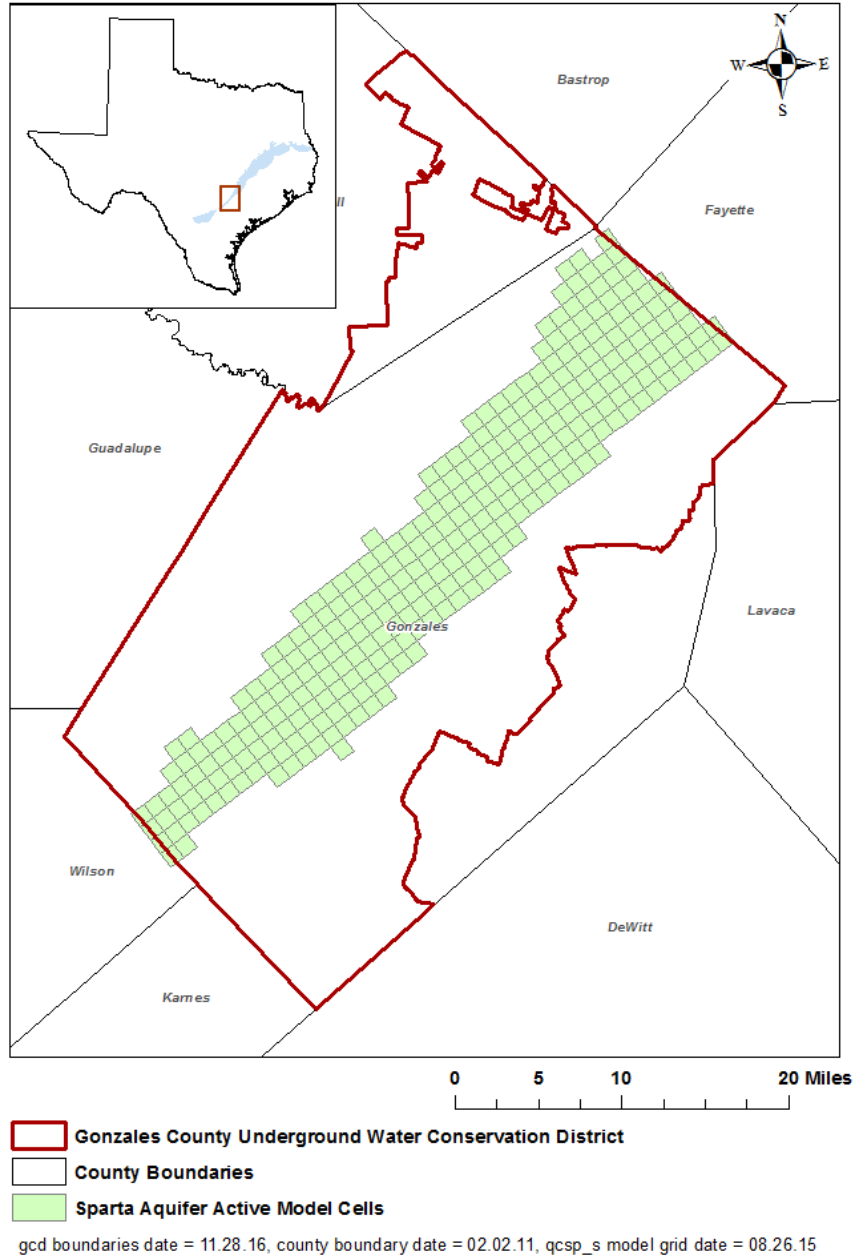 N
Bastrop
W E
S
ll
Fayette
Guadalupe
Lavaca
Gonzales
Wilson
DeWitt
Karnes
0 5 10 20 Miles
Gonzales County Underground Water Conservation District
County Boundaries
Sparta Aquifer Active Model Cells
gcd boundaries date = 11.28.16, county boundary date = 02.02.11, qcsp_s model grid date = 08.26.15